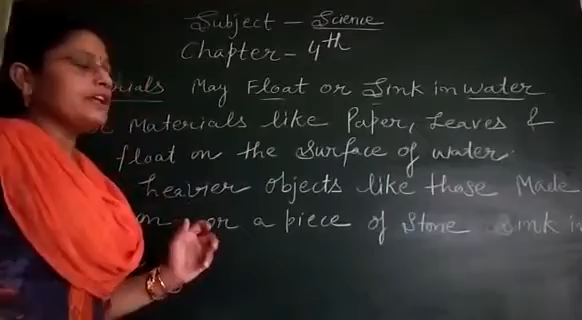 Subject - Science
Chapter - 4th
rials May Float or Sink in water
Materials like Paper, Leaves &
float on the surface of water.
heavier objects like those Made
or a piece of stone sink in